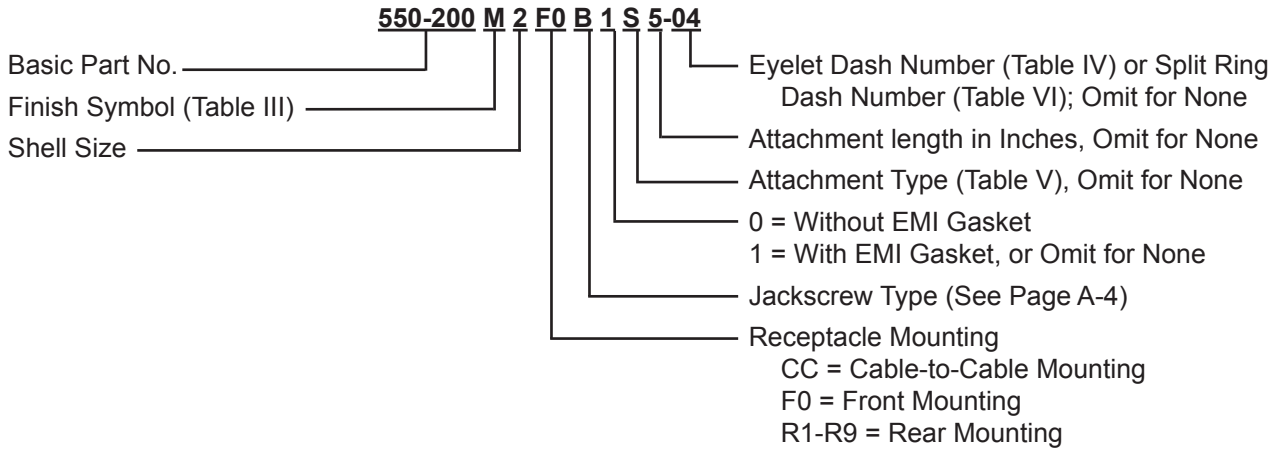 550-200 M 2 F0 B 1 S 5-04
Basic Part No.
Finish Symbol (Table III)
Shell Size
Eyelet Dash Number (Table IV) or Split Ring
Dash Number (Table VI); Omit for None
Attachment length in Inches, Omit for None
Attachment Type (Table V), Omit for None
0 = Without EMI Gasket
1 = With EMI Gasket, or Omit for None
Jackscrew Type (See Page A-4)
Receptacle Mounting
CC = Cable-to-Cable Mounting
F0 = Front Mounting
R1-R9 = Rear Mounting